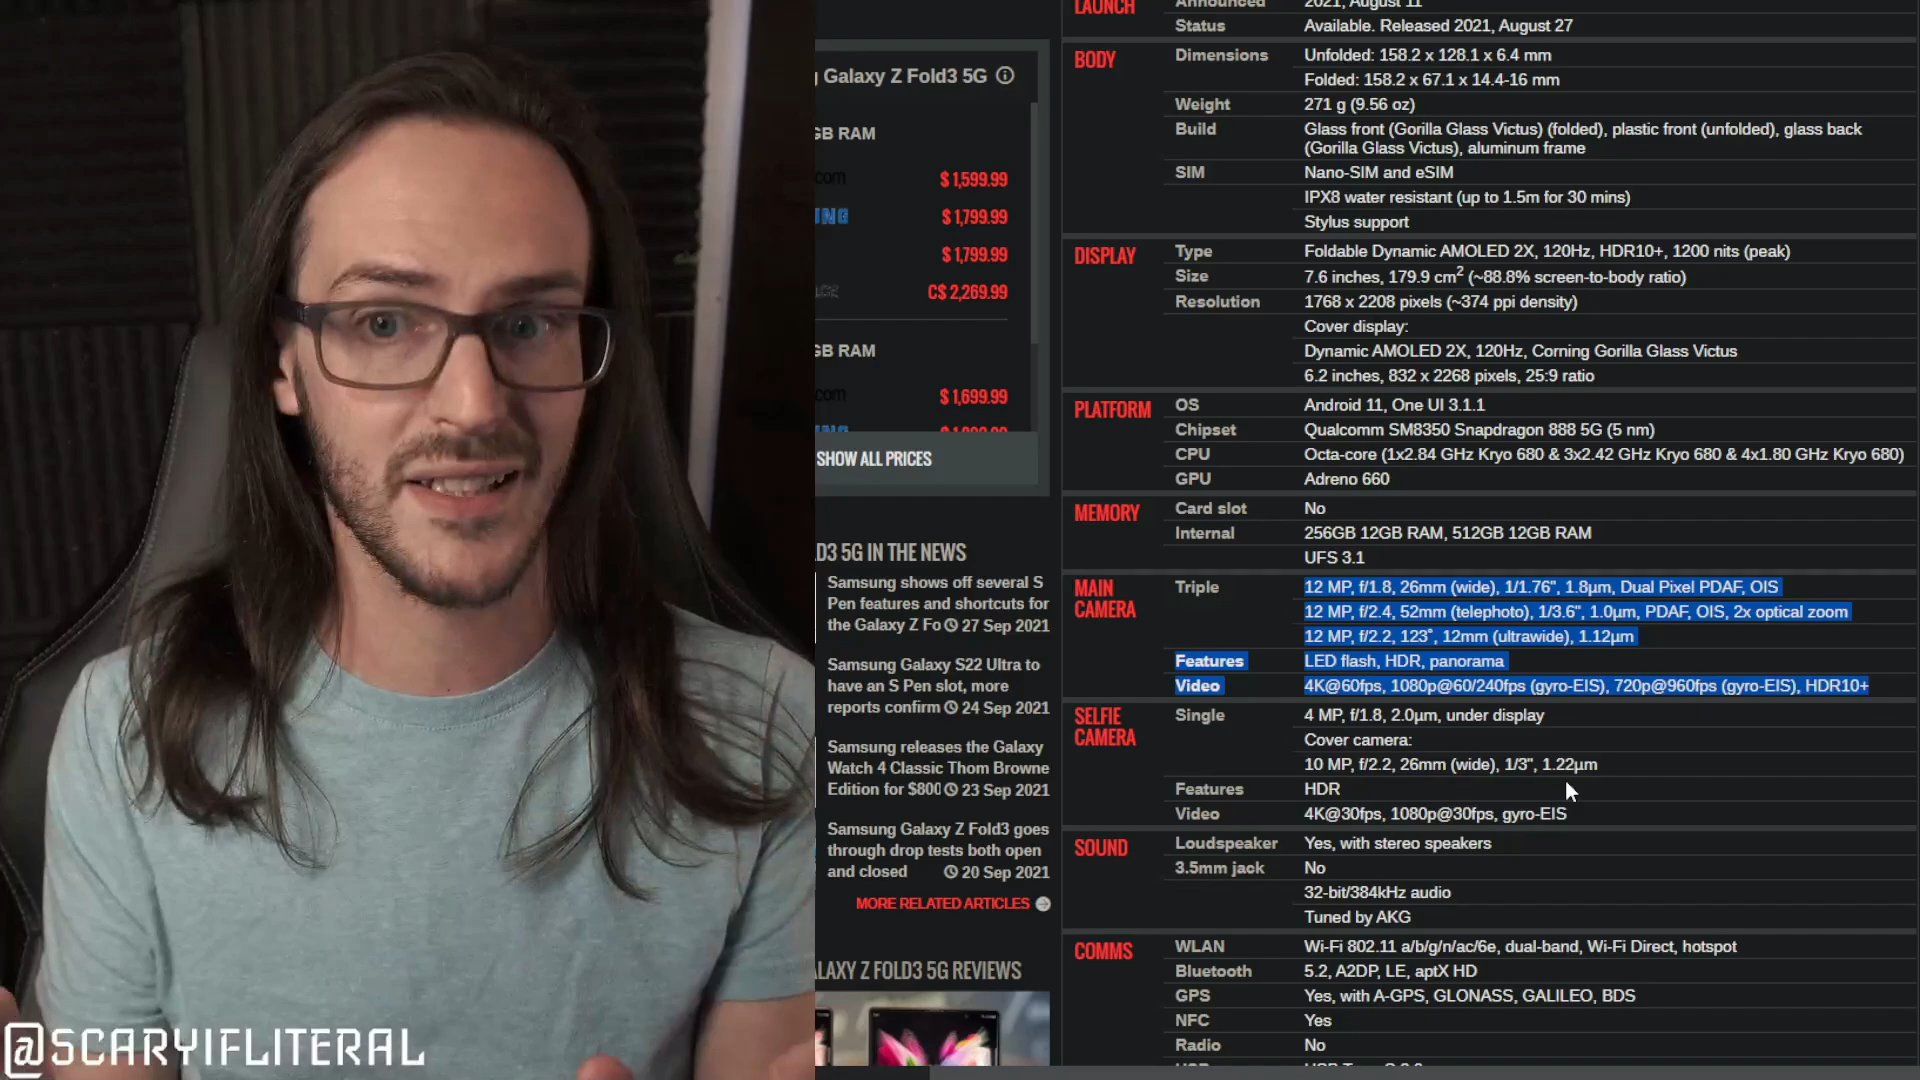 @SCARYIFLITERAL
Galaxy Z Fold3 5G
GB RAM
.com
$ 1,599.99
$ 1,799.99
$ 1,799.99
C$ 2,269.99
GB RAM
.com
$ 1,699.99
SHOW ALL PRICES
LD3 5G IN THE NEWS
Samsung shows off several S
Pen features and shortcuts for
the Galaxy Z Fo 27 Sep 2021
Samsung Galaxy S22 Ultra to
have an S Pen slot, more
reports confirm 24 Sep 2021
Samsung releases the Galaxy
Watch 4 Classic Thom Browne
Edition for $800 23 Sep 2021
Samsung Galaxy Z Fold3 goes
through drop tests both open
and closed 20 Sep 2021
MORE RELATED ARTICLES
ALAXY Z FOLD3 5G REVIEWS
LAUNCH Announced 2021, August 11
Status Available. Released 2021, August 27
BODY Dimensions Unfolded: 158.2 x 128.1 x 6.4 mm
Folded: 158.2 x 67.1 x 14.4-16 mm
Weight 271 g (9.56 oz)
Build Glass front (Gorilla Glass Victus) (folded), plastic front (unfolded), glass back
(Gorilla Glass Victus), aluminum frame
SIM Nano-SIM and eSIM
IPX8 water resistant (up to 1.5m for 30 mins)
Stylus support
DISPLAY Type Foldable Dynamic AMOLED 2X, 120Hz, HDR10+, 1200 nits (peak)
Size 7.6 inches, 179.9 cm2 (~88.8% screen-to-body ratio)
Resolution 1768 x 2208 pixels (~374 ppi density)
Cover display:
Dynamic AMOLED 2X, 120Hz, Corning Gorilla Glass Victus
6.2 inches, 832 x 2268 pixels, 25:9 ratio
PLATFORM OS Android 11, One UI 3.1.1
Chipset Qualcomm SM8350 Snapdragon 888 5G (5 nm)
CPU Octa-core (1x2.84 GHz Kryo 680 & 3x2.42 GHz Kryo 680 & 4x1.80 GHz Kryo 680)
GPU Adreno 660
MEMORY Card slot No
Internal 256GB 12GB RAM, 512GB 12GB RAM
UFS 3.1
MAIN CAMERA Triple 12 MP, f/1.8, 26mm (wide), 1/1.76", 1.8µm, Dual Pixel PDAF, OIS
12 MP, f/2.4, 52mm (telephoto), 1/3.6", 1.0µm, PDAF, OIS, 2x optical zoom
12 MP, f/2.2, 123˚, 12mm (ultrawide), 1.12µm
Features LED flash, HDR, panorama
Video 4K@60fps, 1080p@60/240fps (gyro-EIS), 720p@960fps (gyro-EIS), HDR10+
SELFIE CAMERA Single 4 MP, f/1.8, 2.0µm, under display
Cover camera:
10 MP, f/2.2, 26mm (wide), 1/3", 1.22µm
Features HDR
Video 4K@30fps, 1080p@30fps, gyro-EIS
SOUND Loudspeaker Yes, with stereo speakers
3.5mm jack No
32-bit/384kHz audio
Tuned by AKG
COMMS WLAN Wi-Fi 802.11 a/b/g/n/ac/6e, dual-band, Wi-Fi Direct, hotspot
Bluetooth 5.2, A2DP, LE, aptX HD
GPS Yes, with A-GPS, GLONASS, GALILEO, BDS
NFC Yes
Radio No